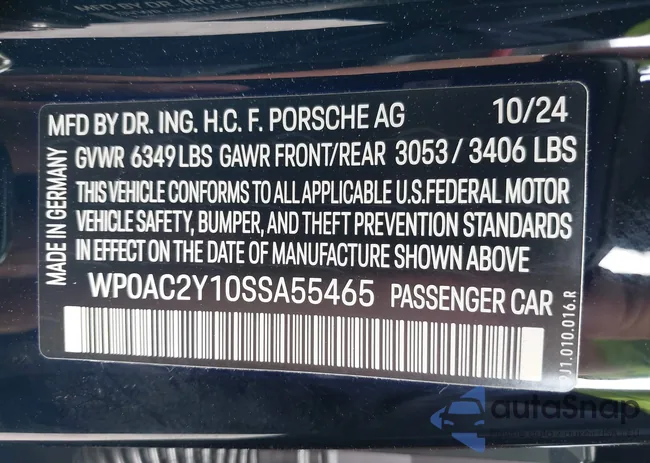 MFD BY DR. ING. H.C. F. PORSCHE AG 10/24
GVWR 6349 LBS GAWR FRONT/REAR 3053 / 3406 LBS
THIS VEHICLE CONFORMS TO ALL APPLICABLE U.S.FEDERAL MOTOR
VEHICLE SAFETY, BUMPER, AND THEFT PREVENTION STANDARDS
IN EFFECT ON THE DATE OF MANUFACTURE SHOWN ABOVE
WP0AC2Y10SSA55465 PASSENGER CAR
MADE IN GERMANY
autoSnap